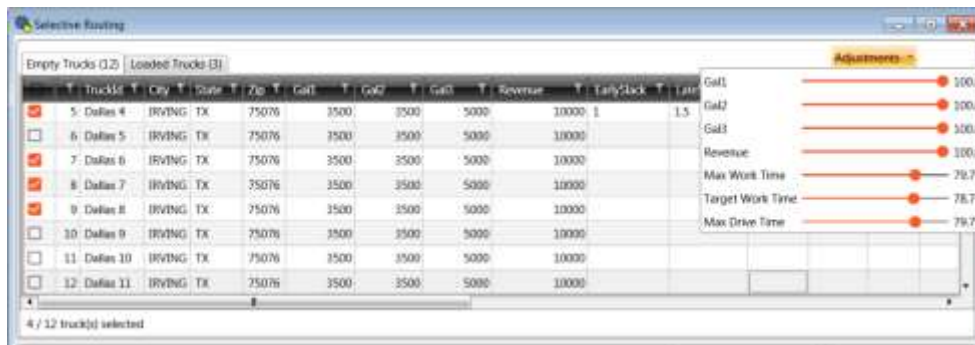 Selective Routing
Adjustments
Empty Trucks (12) Loaded Trucks (3)
TruckId City State Zip Gal1 Gal2 Gal3 Revenue EarlySlack
5 Dallas 4 IRVING TX 75076 3500 3500 5000 10000 1 1.5
6 Dallas 5 IRVING TX 75076 3500 3500 5000 10000
7 Dallas 6 IRVING TX 75076 3500 3500 5000 10000
8 Dallas 7 IRVING TX 75076 3500 3500 5000 10000
9 Dallas 8 IRVING TX 75076 3500 3500 5000 10000
10 Dallas 9 IRVING TX 75076 3500 3500 5000 10000
11 Dallas 10 IRVING TX 75076 3500 3500 5000 10000
12 Dallas 11 IRVING TX 75076 3500 3500 5000 10000
Gal1 100.
Gal2 100.
Gal3 100.
Revenue 100.
Max Work Time 79.7
Target Work Time 78.7
Max Drive Time 79.7
4 / 12 truck(s) selected